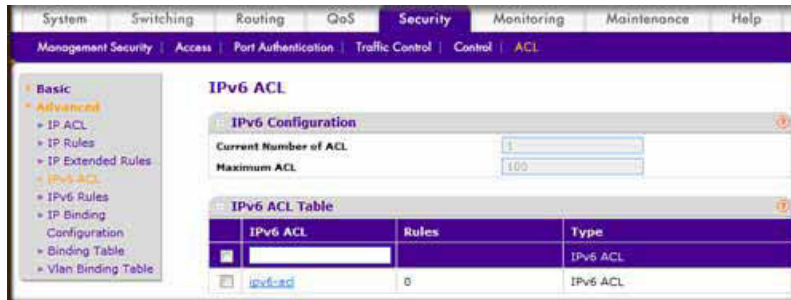 System Switching Routing QoS Security Monitoring Maintenance Help
Management Security | Access | Port Authentication | Traffic Control | Control | ACL
Basic
Advanced
IP ACL
IP Rules
IP Extended Rules
IPv6 ACL
IPv6 Rules
IP Binding
Configuration
Binding Table
Vlan Binding Table
IPv6 ACL
IPv6 Configuration
Current Number of ACL 1
Maximum ACL 100
IPv6 ACL Table
IPv6 ACL Rules Type
IPv6 ACL
ipv6-acl 0 IPv6 ACL